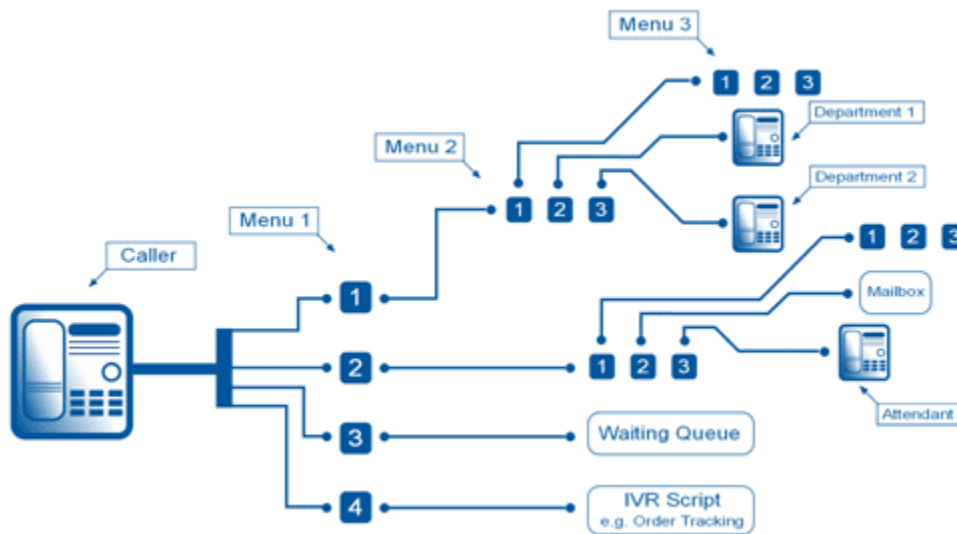 Menu 3
1 2 3
Department 1
Menu 2
Department 2
1 2 3
Menu 1
1 2 3
Caller
1
Mailbox
2
1 2 3
Attendant
3
Waiting Queue
4
IVR Script
e.g. Order Tracking